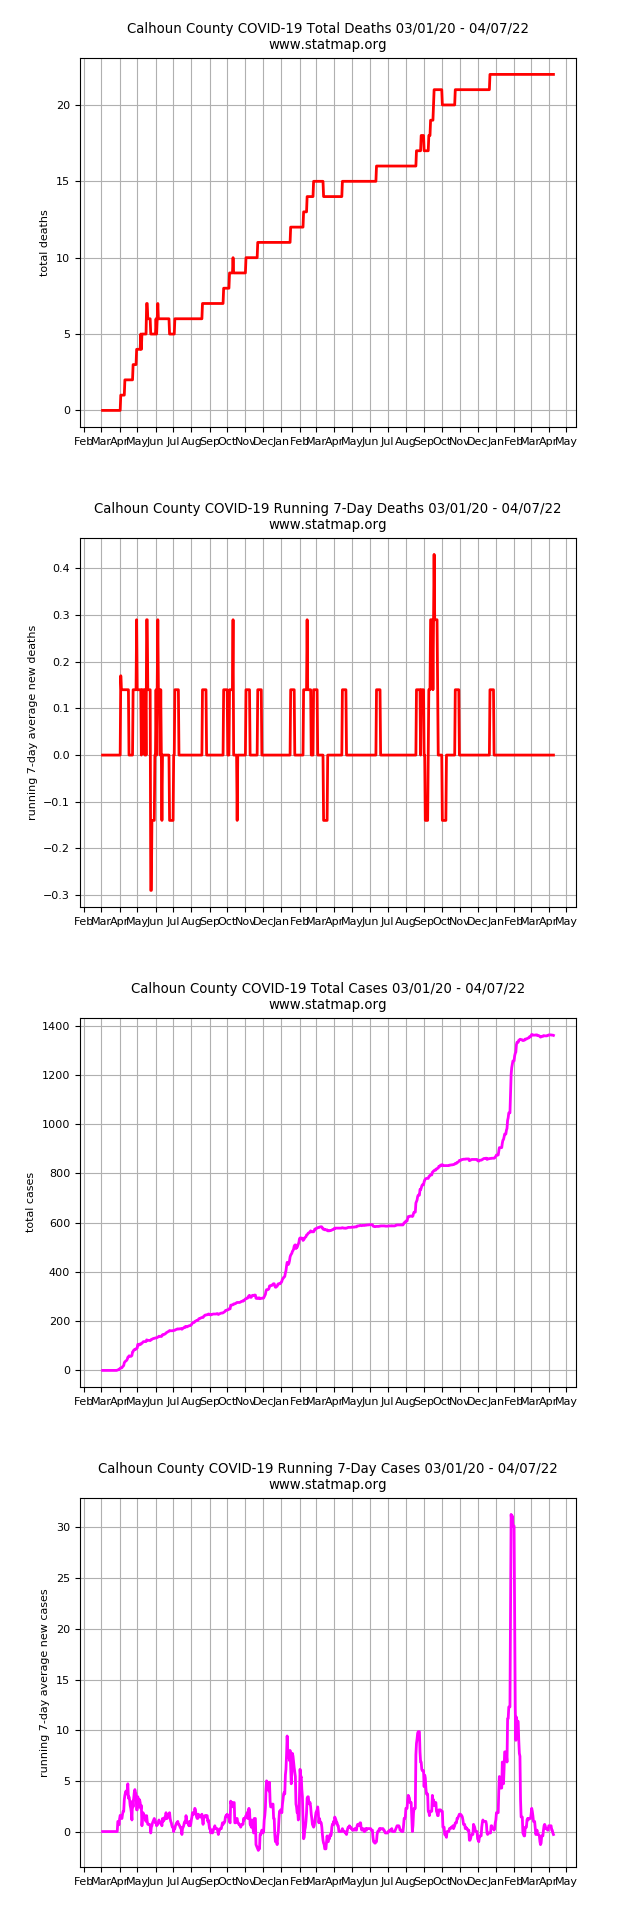 Calhoun County COVID-19 Total Deaths 03/01/20 - 04/07/22
www.statmap.org
20
15
10
5
0
total deaths
Feb Mar Apr May Jun Jul Aug Sep Oct Nov Dec Jan Feb Mar Apr May Jun Jul Aug Sep Oct Nov Dec Jan Feb Mar Apr May
Calhoun County COVID-19 Running 7-Day Deaths 03/01/20 - 04/07/22
www.statmap.org
0.4
0.3
0.2
0.1
0.0
−0.1
−0.2
−0.3
running 7-day average new deaths
Feb Mar Apr May Jun Jul Aug Sep Oct Nov Dec Jan Feb Mar Apr May Jun Jul Aug Sep Oct Nov Dec Jan Feb Mar Apr May
Calhoun County COVID-19 Total Cases 03/01/20 - 04/07/22
www.statmap.org
1400
1200
1000
800
600
400
200
0
total cases
Feb Mar Apr May Jun Jul Aug Sep Oct Nov Dec Jan Feb Mar Apr May Jun Jul Aug Sep Oct Nov Dec Jan Feb Mar Apr May
Calhoun County COVID-19 Running 7-Day Cases 03/01/20 - 04/07/22
www.statmap.org
30
25
20
15
10
5
0
running 7-day average new cases
Feb Mar Apr May Jun Jul Aug Sep Oct Nov Dec Jan Feb Mar Apr May Jun Jul Aug Sep Oct Nov Dec Jan Feb Mar Apr May